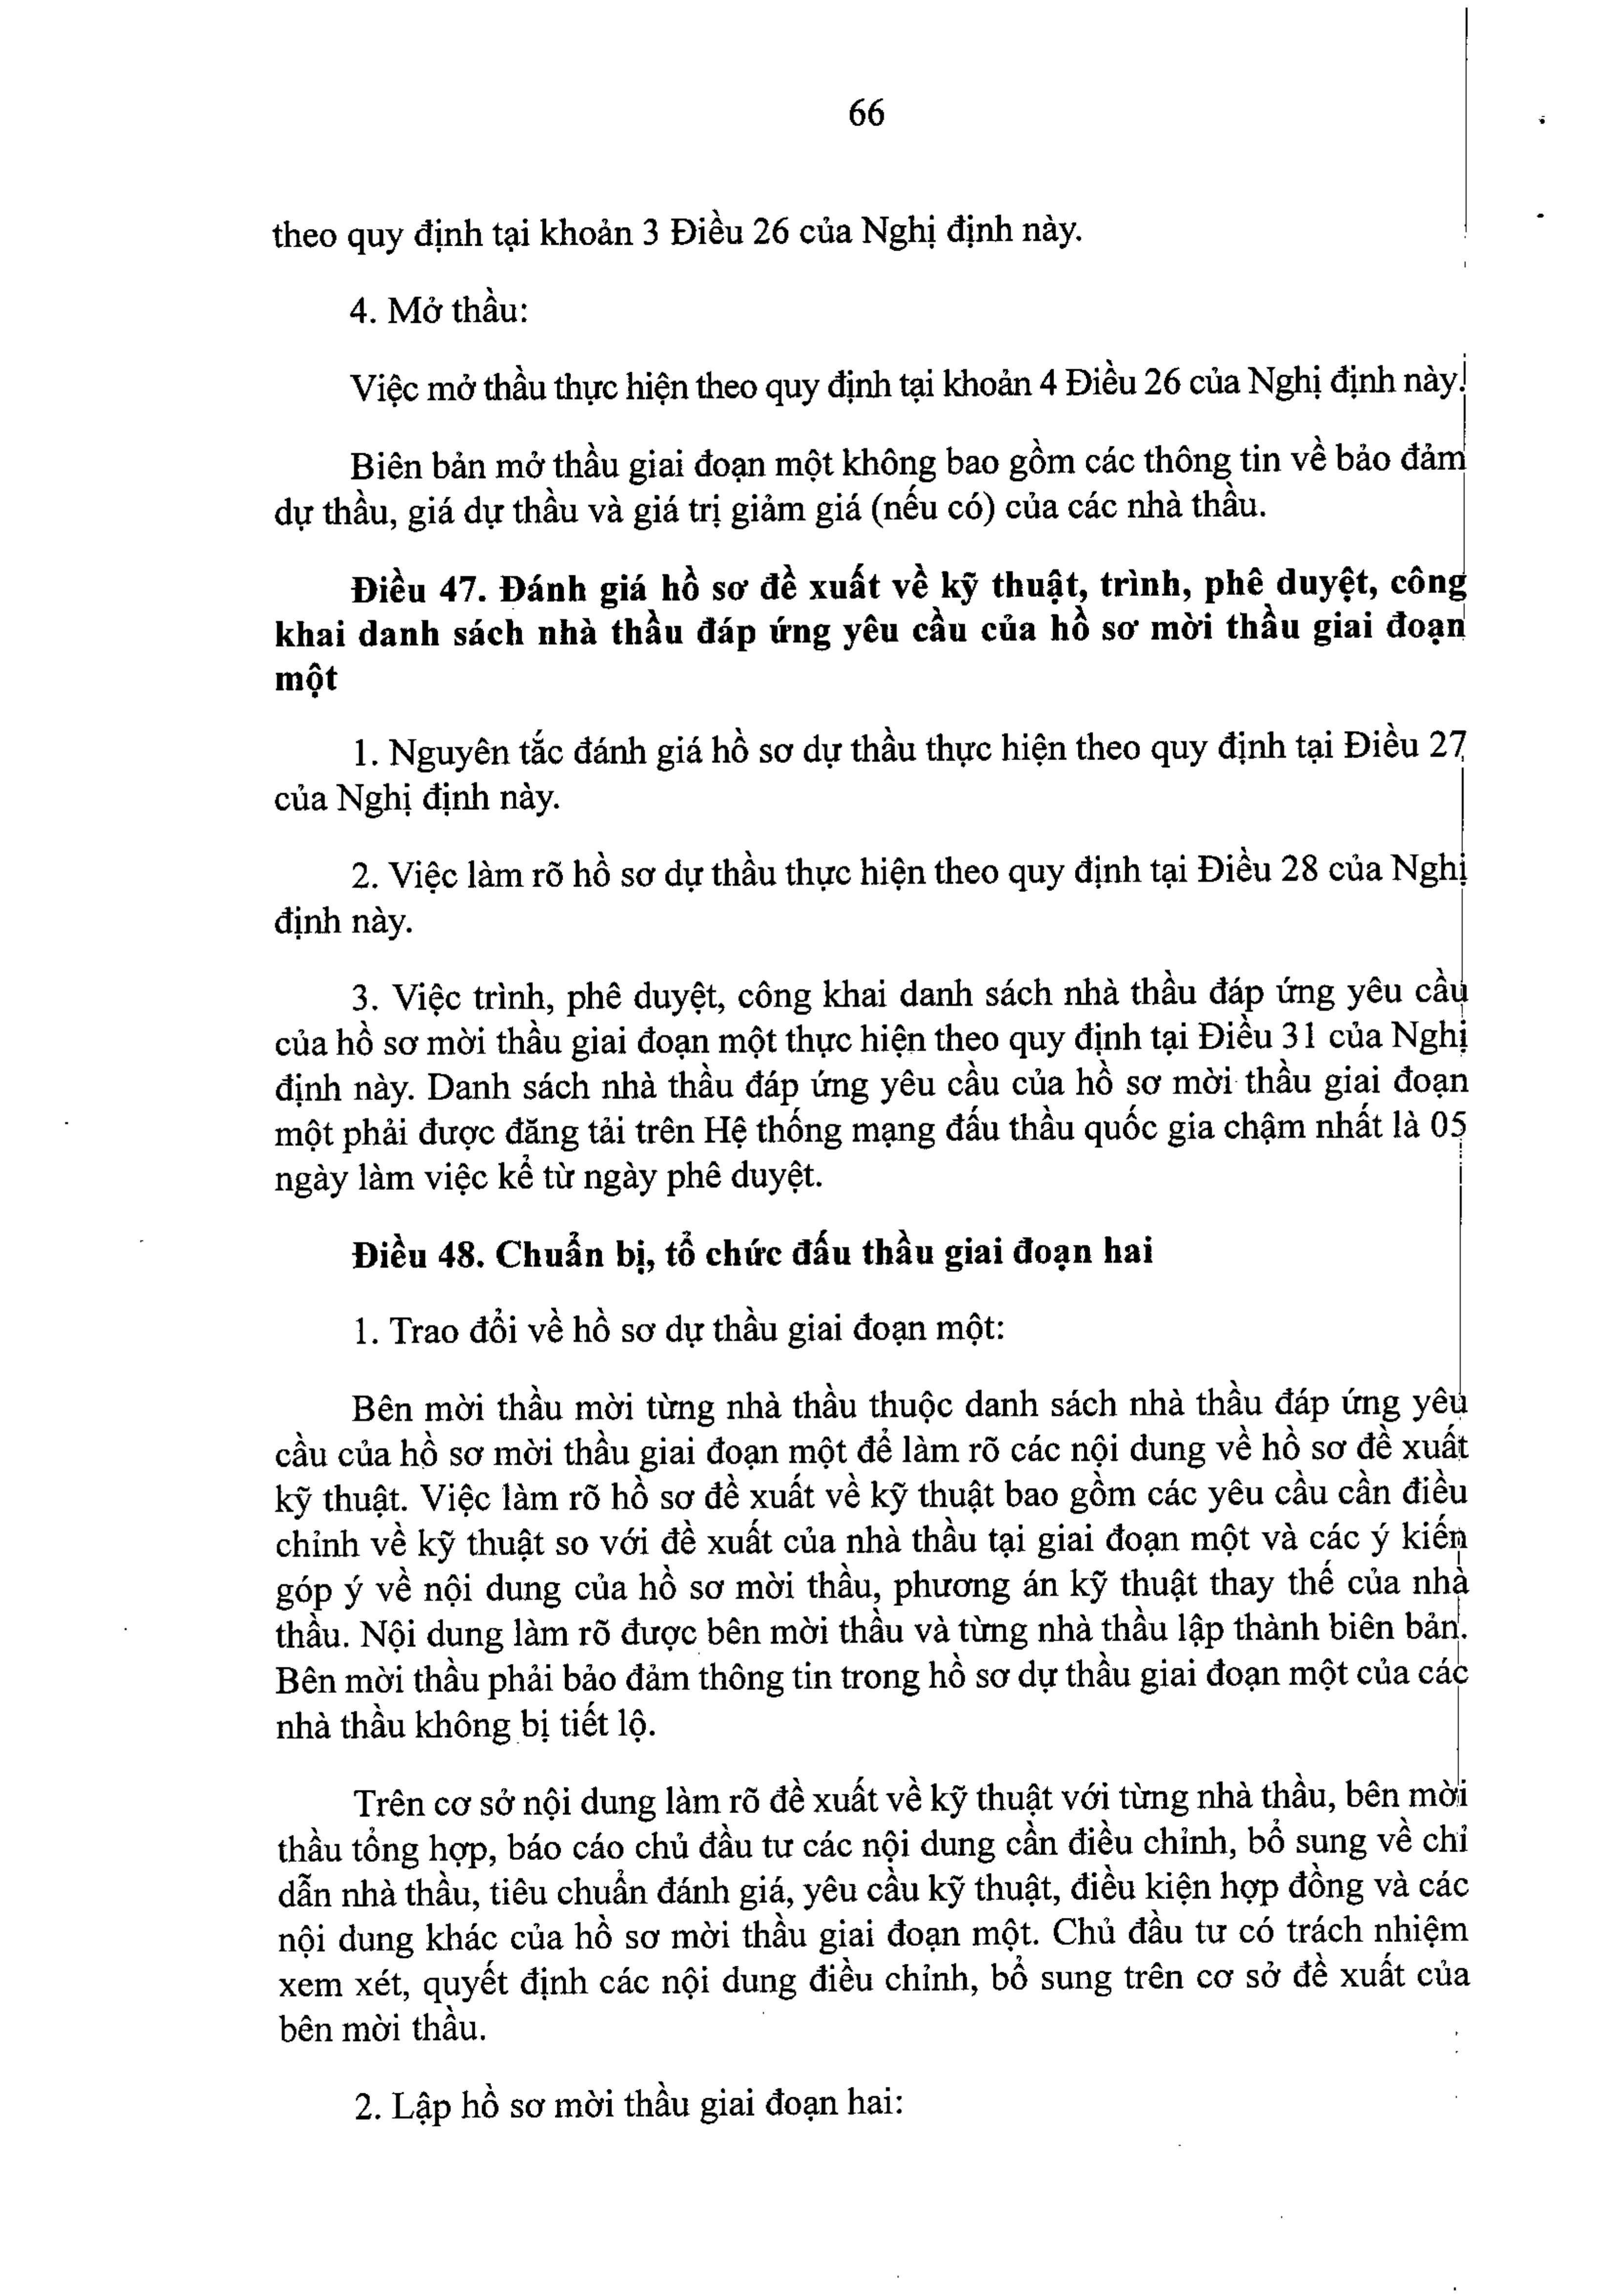 66
theo quy định tại khoản 3 Điều 26 của Nghị định này.
4. Mở thầu:
Việc mở thầu thực hiện theo quy định tại khoản 4 Điều 26 của Nghị định này.
Biên bản mở thầu giai đoạn một không bao gồm các thông tin về bảo đảm
dự thầu, giá dự thầu và giá trị giảm giá (nếu có) của các nhà thầu.
Điều 47. Đánh giá hồ sơ đề xuất về kỹ thuật, trình, phê duyệt, công
khai danh sách nhà thầu đáp ứng yêu cầu của hồ sơ mời thầu giai đoạn
một
1. Nguyên tắc đánh giá hồ sơ dự thầu thực hiện theo quy định tại Điều 27
của Nghị định này.
2. Việc làm rõ hồ sơ dự thầu thực hiện theo quy định tại Điều 28 của Nghị
định này.
3. Việc trình, phê duyệt, công khai danh sách nhà thầu đáp ứng yêu cầu
của hồ sơ mời thầu giai đoạn một thực hiện theo quy định tại Điều 31 của Nghị
định này. Danh sách nhà thầu đáp ứng yêu cầu của hồ sơ mời thầu giai đoạn
một phải được đăng tải trên Hệ thống mạng đấu thầu quốc gia chậm nhất là 05
ngày làm việc kể từ ngày phê duyệt.
Điều 48. Chuẩn bị, tổ chức đấu thầu giai đoạn hai
1. Trao đổi về hồ sơ dự thầu giai đoạn một:
Bên mời thầu mời từng nhà thầu thuộc danh sách nhà thầu đáp ứng yêu
cầu của hồ sơ mời thầu giai đoạn một để làm rõ các nội dung về hồ sơ đề xuất
kỹ thuật. Việc làm rõ hồ sơ đề xuất về kỹ thuật bao gồm các yêu cầu cần điều
chỉnh về kỹ thuật so với đề xuất của nhà thầu tại giai đoạn một và các ý kiến
góp ý về nội dung của hồ sơ mời thầu, phương án kỹ thuật thay thế của nhà
thầu. Nội dung làm rõ được bên mời thầu và từng nhà thầu lập thành biên bản.
Bên mời thầu phải bảo đảm thông tin trong hồ sơ dự thầu giai đoạn một của các
nhà thầu không bị tiết lộ.
Trên cơ sở nội dung làm rõ đề xuất về kỹ thuật với từng nhà thầu, bên mời
thầu tổng hợp, báo cáo chủ đầu tư các nội dung cần điều chỉnh, bổ sung về chỉ
dẫn nhà thầu, tiêu chuẩn đánh giá, yêu cầu kỹ thuật, điều kiện hợp đồng và các
nội dung khác của hồ sơ mời thầu giai đoạn một. Chủ đầu tư có trách nhiệm
xem xét, quyết định các nội dung điều chỉnh, bổ sung trên cơ sở đề xuất của
bên mời thầu.
2. Lập hồ sơ mời thầu giai đoạn hai: